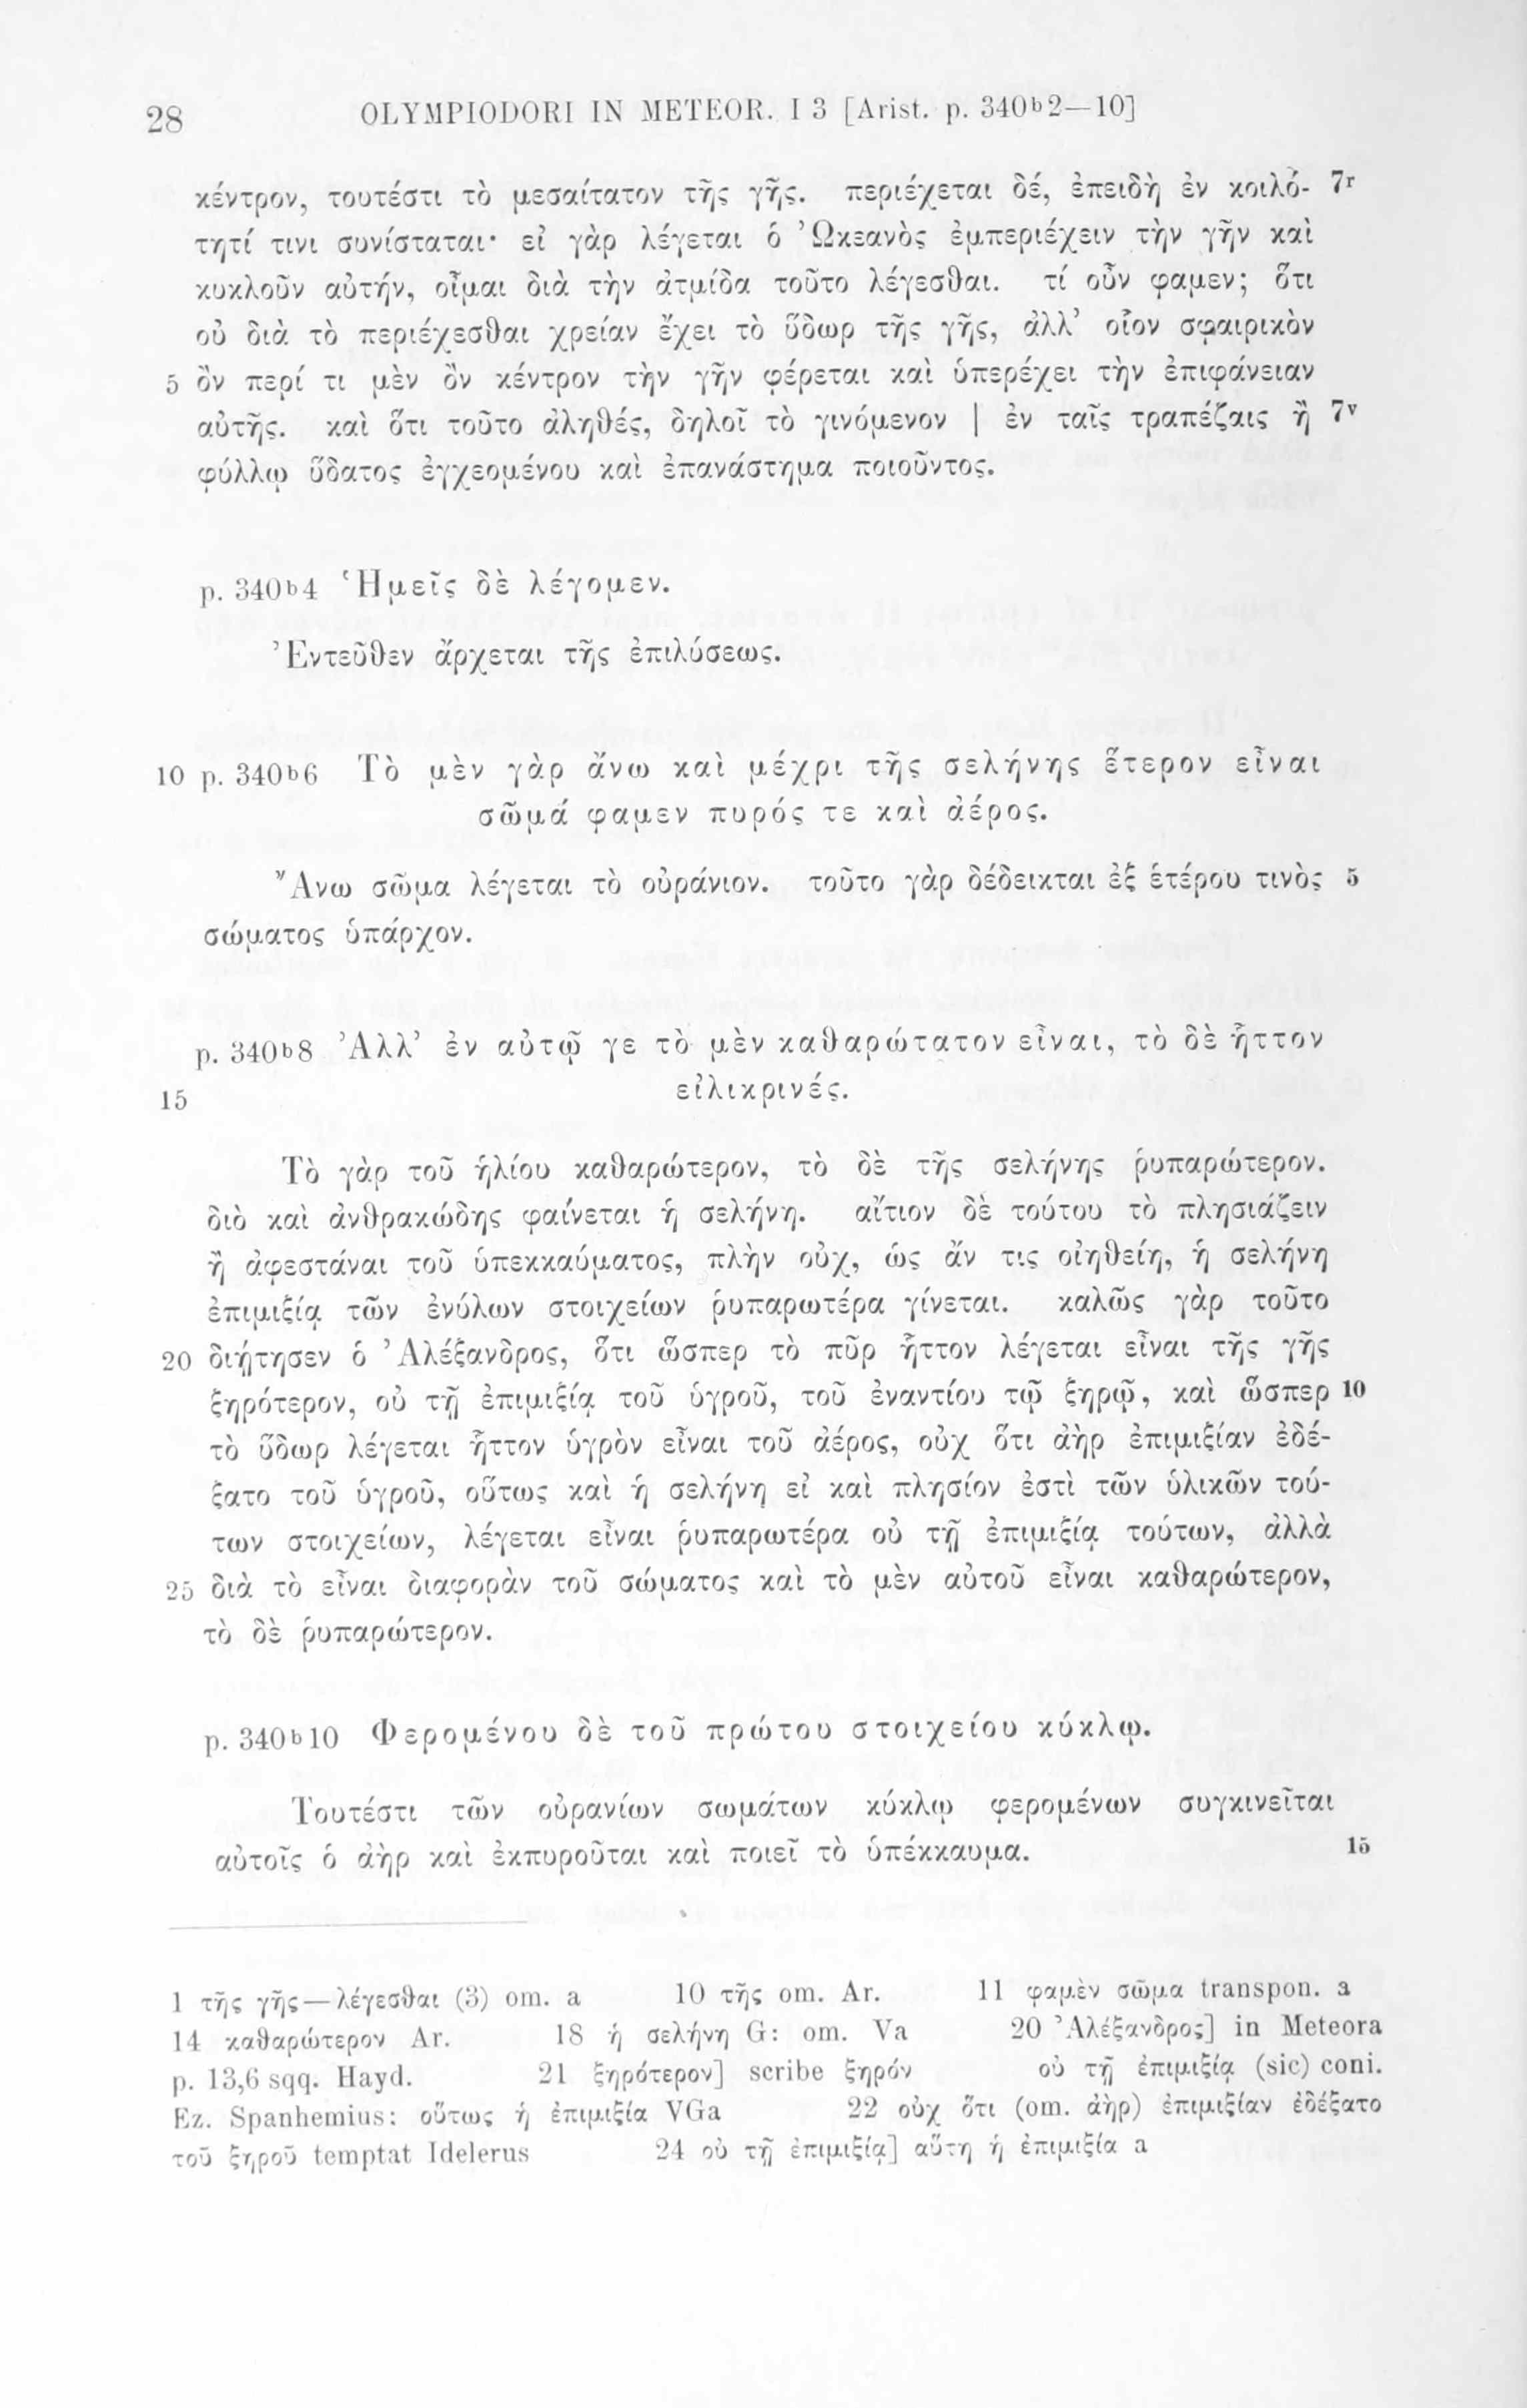 28 OLYMPIODORI IN METEOR. I 3 [Arist. p. 340b2—10]
κέντρον, τουτέστι τὸ μεσαίτατον τῆς γῆς. περιέχεται δέ, ἐπειδὴ ἐν κοιλό- 7r
τητί τινι συνίσταται· εἰ γὰρ λέγεται ὁ Ὠκεανὸς ἐμπεριέχειν τὴν γῆν καὶ
κυκλοῦν αὐτήν, οἶμαι διὰ τὴν ἀτμίδα τοῦτο λέγεσθαι. τί οὖν φαμεν; ὅτι
οὐ διὰ τὸ περιέχεσθαι χρείαν ἔχει τὸ ὕδωρ τῆς γῆς, ἀλλ’ οἷον σφαιρικὸν
5 ὂν περί τι μὲν ὂν κέντρον τὴν γῆν φέρεται καὶ ὑπερέχει τὴν ἐπιφάνειαν
αὐτῆς. καὶ ὅτι τοῦτο ἀληθές, δηλοῖ τὸ γινόμενον | ἐν ταῖς τραπέζαις ἢ 7v
φύλλῳ ὕδατος ἐγχεομένου καὶ ἐπανάστημα ποιοῦντος.
p. 340b4 Ἡμεῖς δὲ λέγομεν.
Ἐντεῦθεν ἄρχεται τῆς ἐπιλύσεως.
10 p. 340b6 Τὸ μὲν γὰρ ἄνω καὶ μέχρι τῆς σελήνης ἕτερον εἶναι
σῶμά φαμεν πυρός τε καὶ ἀέρος.
Ἄνω σῶμα λέγεται τὸ οὐράνιον. τοῦτο γὰρ δέδεικται ἐξ ἑτέρου τινὸς 5
σώματος ὑπάρχον.
p. 340b8 Ἀλλ’ ἐν αὐτῷ γε τὸ μὲν καθαρώτατον εἶναι, τὸ δὲ ἧττον
15 εἰλικρινές.
Τὸ γὰρ τοῦ ἡλίου καθαρώτερον, τὸ δὲ τῆς σελήνης ῥυπαρώτερον.
διὸ καὶ ἀνθρακώδης φαίνεται ἡ σελήνη. αἴτιον δὲ τούτου τὸ πλησιάζειν
ἢ ἀφεστάναι τοῦ ὑπεκκαύματος, πλὴν οὐχ, ὡς ἄν τις οἰηθείη, ἡ σελήνη
ἐπιμιξίᾳ τῶν ἐνύλων στοιχείων ῥυπαρωτέρα γίνεται. καλῶς γὰρ τοῦτο
20 διῄτησεν ὁ Ἀλέξανδρος, ὅτι ὥσπερ τὸ πῦρ ἧττον λέγεται εἶναι τῆς γῆς
ξηρότερον, οὐ τῇ ἐπιμιξίᾳ τοῦ ὑγροῦ, τοῦ ἐναντίου τῷ ξηρῷ, καὶ ὥσπερ 10
τὸ ὕδωρ λέγεται ἧττον ὑγρὸν εἶναι τοῦ ἀέρος, οὐχ ὅτι ἀὴρ ἐπιμιξίαν ἐδέ-
ξατο τοῦ ὑγροῦ, οὕτως καὶ ἡ σελήνη εἰ καὶ πλησίον ἐστὶ τῶν ὑλικῶν τού-
των στοιχείων, λέγεται εἶναι ῥυπαρωτέρα οὐ τῇ ἐπιμιξίᾳ τούτων, ἀλλὰ
25 διὰ τὸ εἶναι διαφορὰν τοῦ σώματος καὶ τὸ μὲν αὐτοῦ εἶναι καθαρώτερον,
τὸ δὲ ῥυπαρώτερον.
p. 340b10 Φερομένου δὲ τοῦ πρώτου στοιχείου κύκλῳ.
Τουτέστι τῶν οὐρανίων σωμάτων κύκλῳ φερομένων συγκινεῖται
αὐτοῖς ὁ ἀὴρ καὶ ἐκπυροῦται καὶ ποιεῖ τὸ ὑπέκκαυμα. 15
1 τῆς γῆς—λέγεσθαι (3) om. a 10 τῆς om. Ar. 11 φαμὲν σῶμα transpon. a
14 καθαρώτερον Ar. 18 ἡ σελήνη G: om. Va 20 Ἀλέξανδρος] in Meteora
p. 13,6 sqq. Hayd. 21 ξηρότερον] scribe ξηρόν οὐ τῇ ἐπιμιξίᾳ (sic) coni.
Ez. Spanhemius: οὕτως ἡ ἐπιμιξία VGa 22 οὐχ ὅτι (om. ἀὴρ) ἐπιμιξίαν ἐδέξατο
τοῦ ξηροῦ temptat Idelerus 24 οὐ τῇ ἐπιμιξίᾳ] αὕτη ἡ ἐπιμιξία a